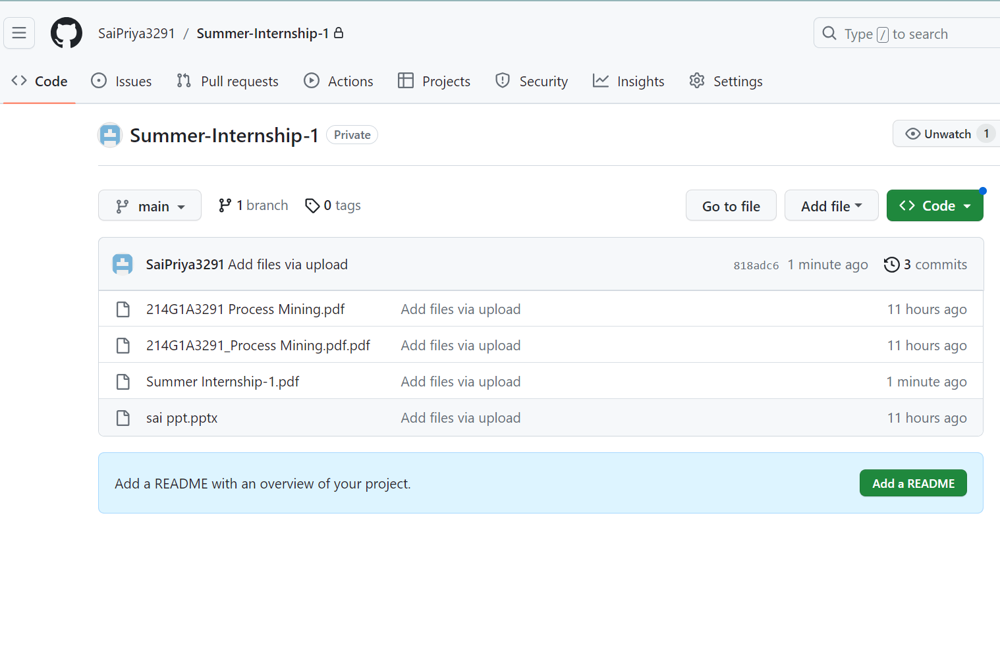 SaiPriya3291 / Summer-Internship-1
Type / to search
Code Issues Pull requests Actions Projects Security Insights Settings
Summer-Internship-1 Private
Unwatch 1
main 1 branch 0 tags
Go to file Add file Code
SaiPriya3291 Add files via upload 818adc6 1 minute ago 3 commits
214G1A3291 Process Mining.pdf Add files via upload 11 hours ago
214G1A3291_Process Mining.pdf.pdf Add files via upload 11 hours ago
Summer Internship-1.pdf Add files via upload 1 minute ago
sai ppt.pptx Add files via upload 11 hours ago
Add a README with an overview of your project. Add a README